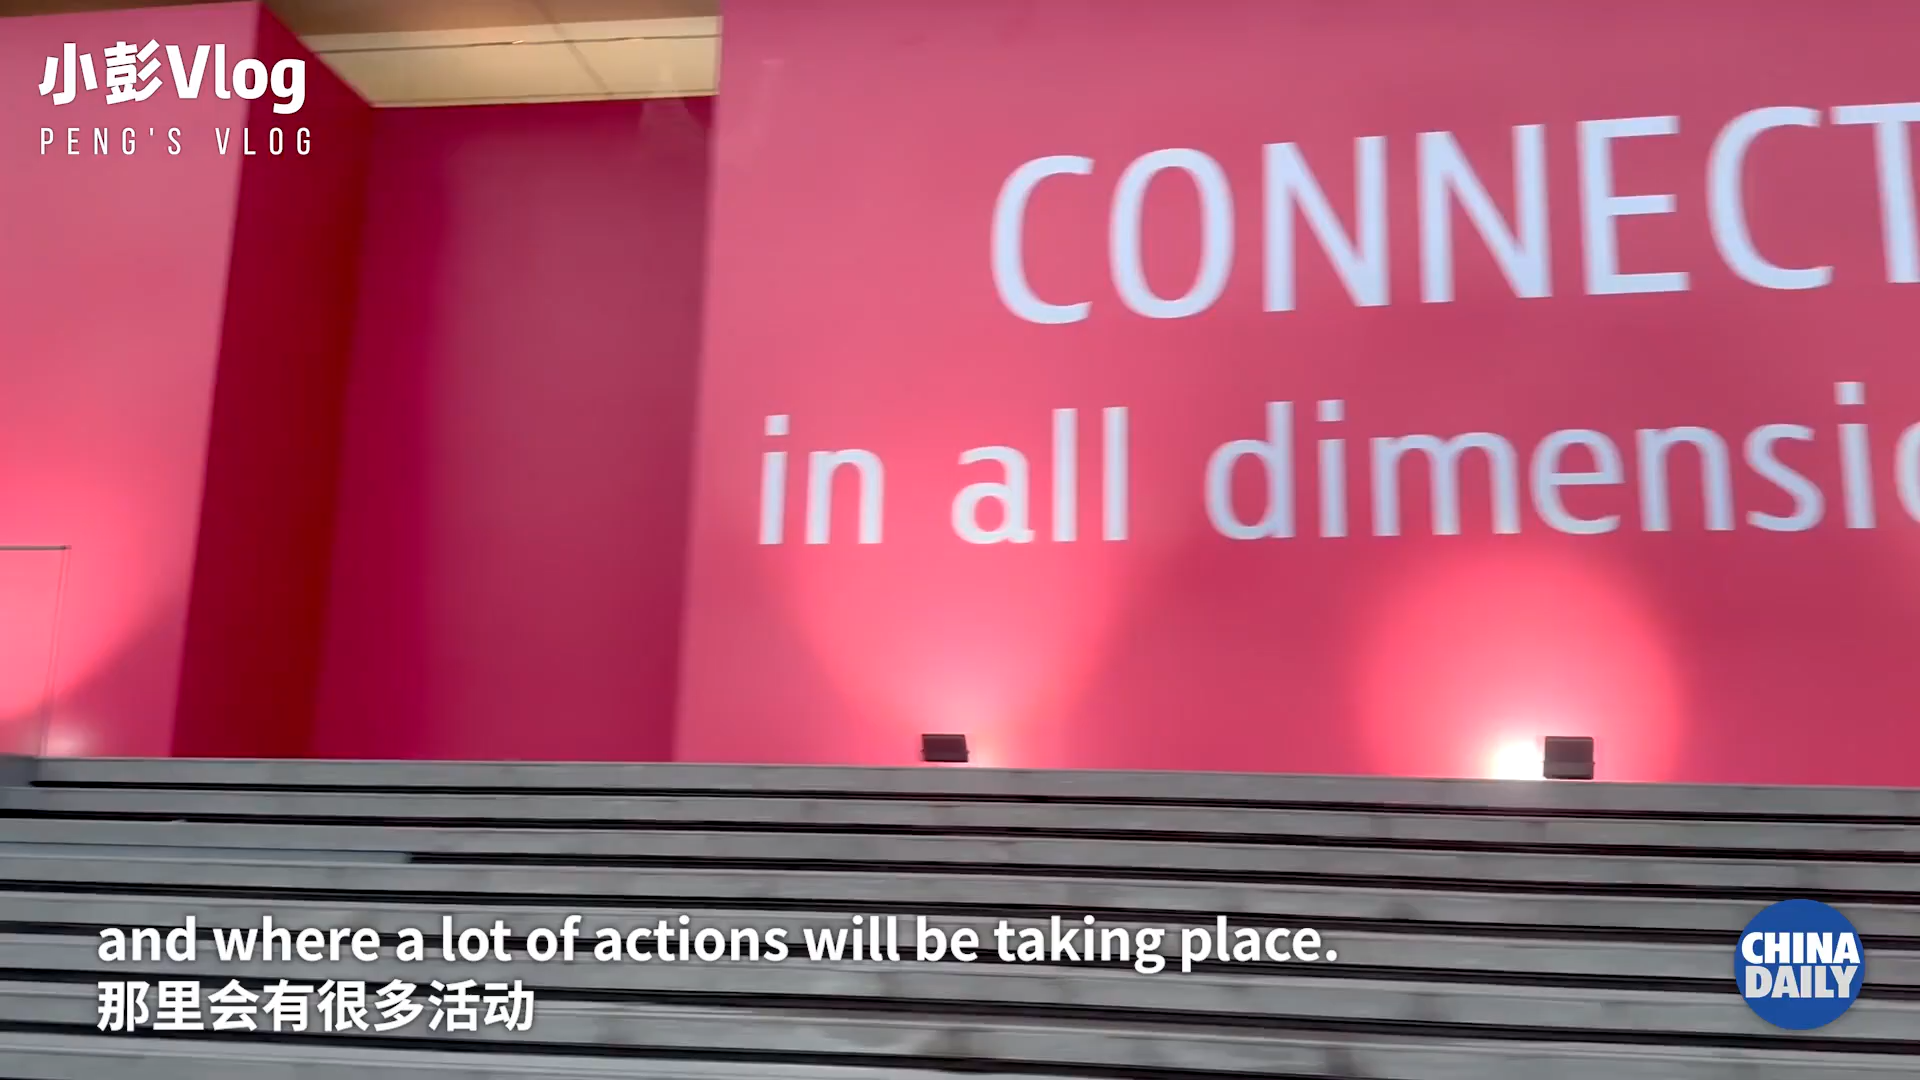 小彭Vlog
PENG'S VLOG
CONNECT
in all dimensio
and where a lot of actions will be taking place.
那里会有很多活动
CHINA
DAILY